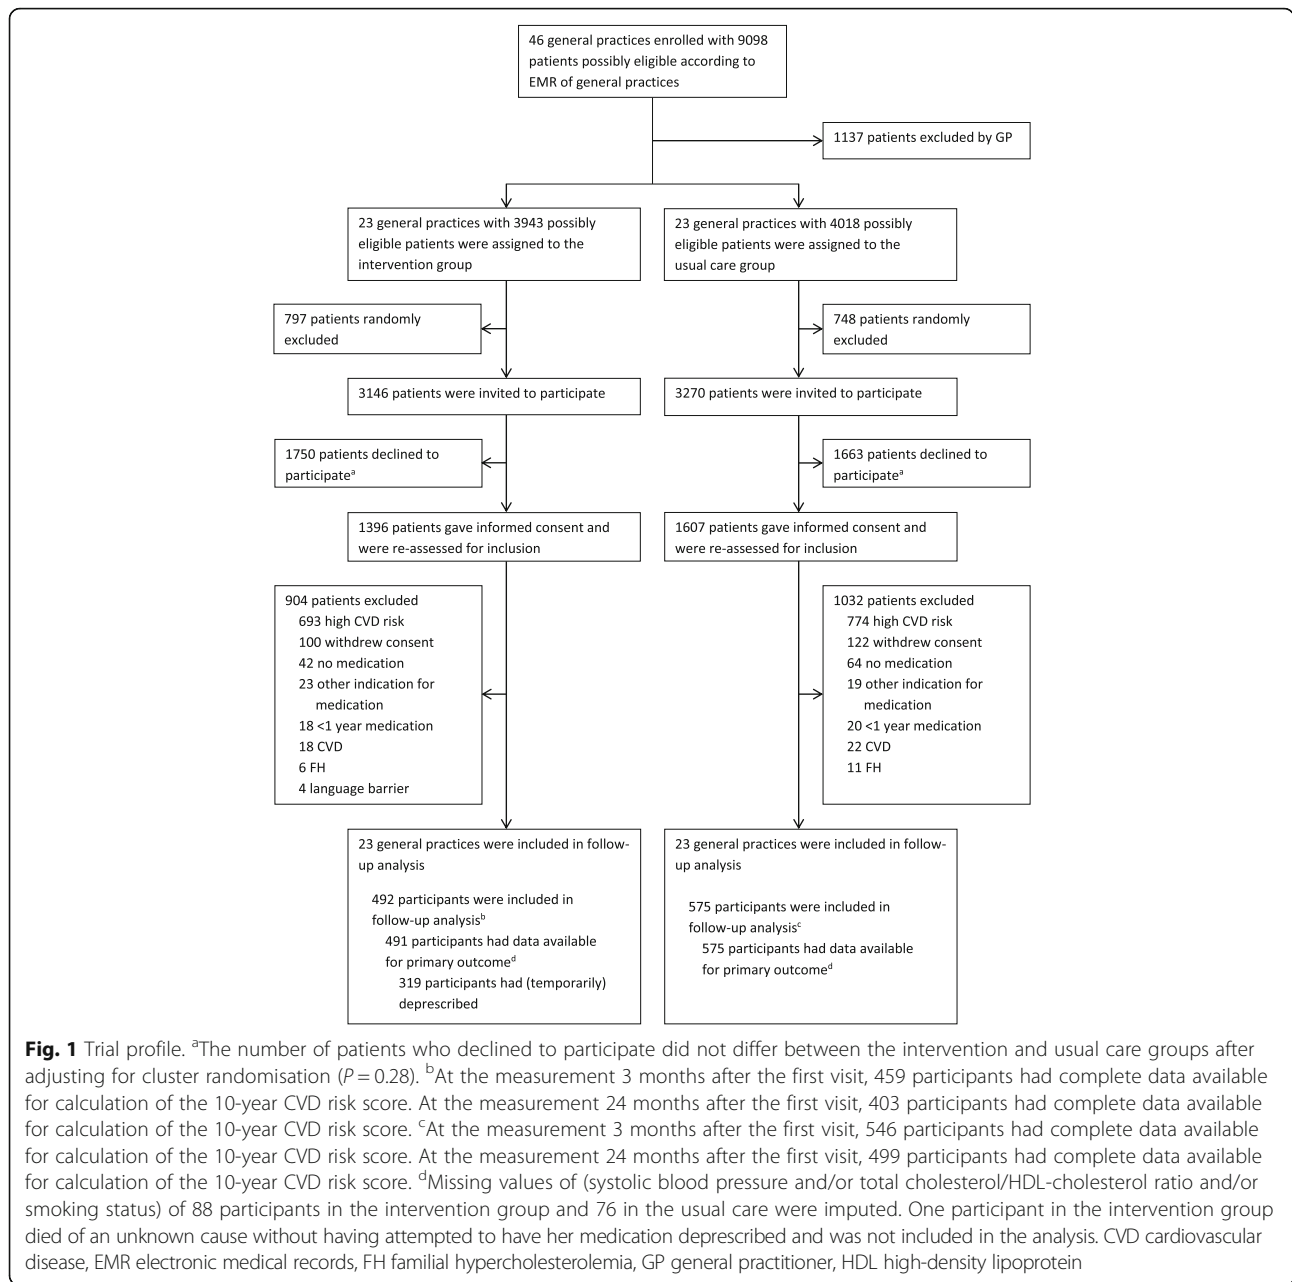 46 general practices enrolled with 9098
patients possibly eligible according to
EMR of general practices
1137 patients excluded by GP
23 general practices with 3943 possibly
eligible patients were assigned to the
intervention group
23 general practices with 4018 possibly
eligible patients were assigned to the
usual care group
797 patients randomly
excluded
748 patients randomly
excluded
3146 patients were invited to participate
3270 patients were invited to participate
1750 patients declined to
participateᵃ
1663 patients declined to
participateᵃ
1396 patients gave informed consent and
were re-assessed for inclusion
1607 patients gave informed consent and
were re-assessed for inclusion
904 patients excluded
693 high CVD risk
100 withdrew consent
42 no medication
23 other indication for
medication
18 <1 year medication
18 CVD
6 FH
4 language barrier
1032 patients excluded
774 high CVD risk
122 withdrew consent
64 no medication
19 other indication for
medication
20 <1 year medication
22 CVD
11 FH
23 general practices were included in follow-
up analysis
492 participants were included in
follow-up analysisᵇ
491 participants had data available
for primary outcomeᵈ
319 participants had (temporarily)
deprescribed
23 general practices were included in follow-
up analysis
575 participants were included in
follow-up analysisᶜ
575 participants had data available
for primary outcomeᵈ
Fig. 1 Trial profile. ᵃThe number of patients who declined to participate did not differ between the intervention and usual care groups after
adjusting for cluster randomisation (P = 0.28). ᵇAt the measurement 3 months after the first visit, 459 participants had complete data available
for calculation of the 10-year CVD risk score. At the measurement 24 months after the first visit, 403 participants had complete data available
for calculation of the 10-year CVD risk score. ᶜAt the measurement 3 months after the first visit, 546 participants had complete data available
for calculation of the 10-year CVD risk score. At the measurement 24 months after the first visit, 499 participants had complete data available
for calculation of the 10-year CVD risk score. ᵈMissing values of (systolic blood pressure and/or total cholesterol/HDL-cholesterol ratio and/or
smoking status) of 88 participants in the intervention group and 76 in the usual care were imputed. One participant in the intervention group
died of an unknown cause without having attempted to have her medication deprescribed and was not included in the analysis. CVD cardiovascular
disease, EMR electronic medical records, FH familial hypercholesterolemia, GP general practitioner, HDL high-density lipoprotein